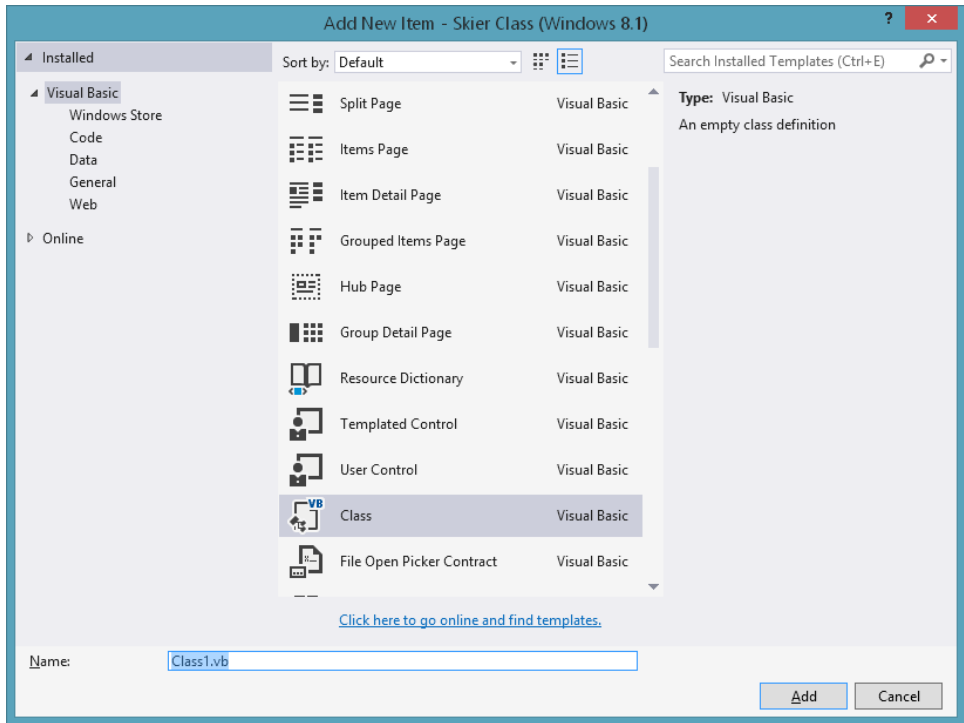 Add New Item - Skier Class (Windows 8.1)
?
Installed
Sort by: Default
Search Installed Templates (Ctrl+E)
Visual Basic
Windows Store
Code
Data
General
Web
Online
Split Page Visual Basic
Items Page Visual Basic
Item Detail Page Visual Basic
Grouped Items Page Visual Basic
Hub Page Visual Basic
Group Detail Page Visual Basic
Resource Dictionary Visual Basic
Templated Control Visual Basic
User Control Visual Basic
VB
Class Visual Basic
File Open Picker Contract Visual Basic
Type: Visual Basic
An empty class definition
Click here to go online and find templates.
Name: Class1.vb
Add Cancel